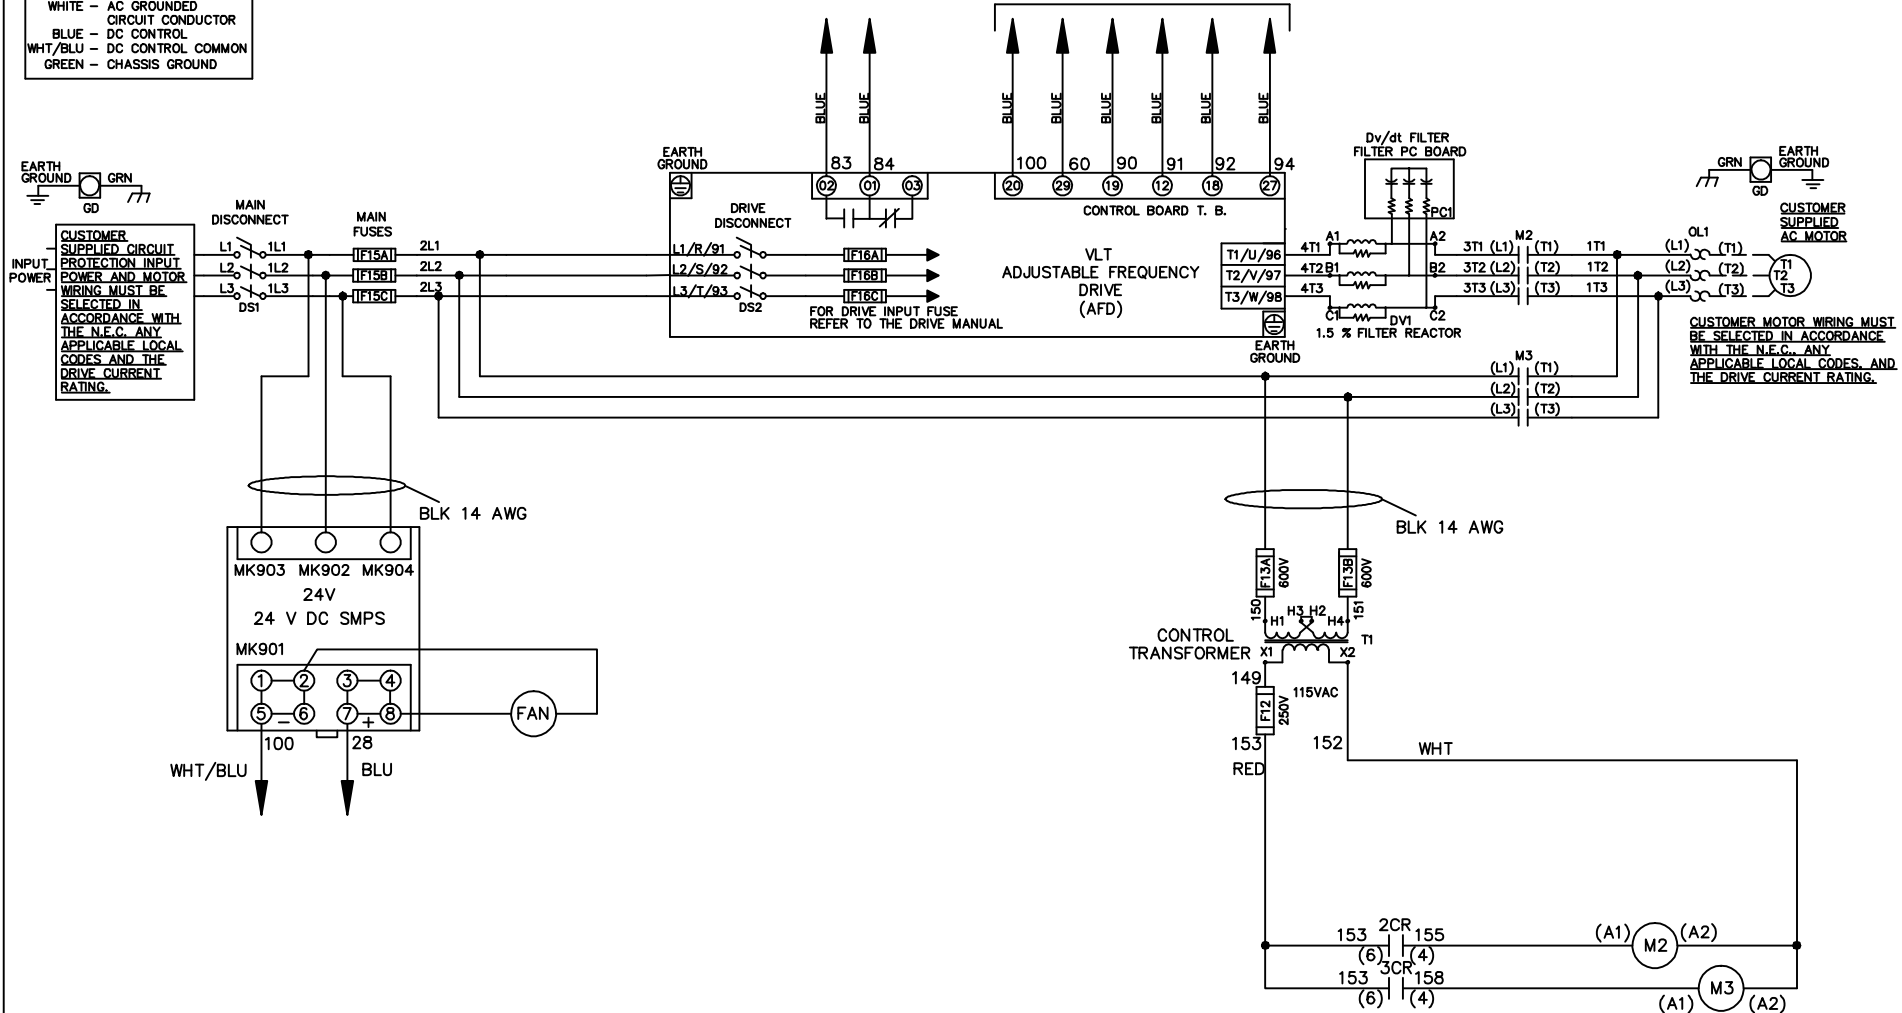 WHITE – AC GROUNDED
CIRCUIT CONDUCTOR
BLUE – DC CONTROL
WHT/BLU – DC CONTROL COMMON
GREEN – CHASSIS GROUND
BLUE
BLUE
BLUE
BLUE
BLUE
BLUE
BLUE
BLUE
EARTH
GROUND
GRN
GD
INPUT
POWER
CUSTOMER
SUPPLIED CIRCUIT
PROTECTION INPUT
POWER AND MOTOR
WIRING MUST BE
SELECTED IN
ACCORDANCE WITH
THE N.E.C. ANY
APPLICABLE LOCAL
CODES AND THE
DRIVE CURRENT
RATING.
MAIN
DISCONNECT
L1 1L1
L2 1L2
L3 1L3
DS1
MAIN
FUSES
F15A
F15B
F15C
2L1
2L2
2L3
EARTH
GROUND
83 84
02 01 03
L1/R/91
L2/S/92
L3/T/93
DRIVE
DISCONNECT
DS2
F16A
F16B
F16C
FOR DRIVE INPUT FUSE
REFER TO THE DRIVE MANUAL
100 60 90 91 92 94
20 29 19 12 18 27
CONTROL BOARD T. B.
VLT
ADJUSTABLE FREQUENCY
DRIVE
(AFD)
T1/U/96
T2/V/97
T3/W/98
EARTH
GROUND
Dv/dt FILTER
FILTER PC BOARD
PC1
4T1 A1 A2
4T2 B1 B2
4T3 C1 C2
DV1
1.5 % FILTER REACTOR
M2
3T1 (L1) (T1) 1T1
3T2 (L2) (T2) 1T2
3T3 (L3) (T3) 1T3
M3
(L1) (T1)
(L2) (T2)
(L3) (T3)
GRN
EARTH
GROUND
GD
CUSTOMER
SUPPLIED
AC MOTOR
OL1
(L1) (T1)
(L2) (T2)
(L3) (T3)
T1
T2
T3
CUSTOMER MOTOR WIRING MUST
BE SELECTED IN ACCORDANCE
WITH THE N.E.C., ANY
APPLICABLE LOCAL CODES, AND
THE DRIVE CURRENT RATING.
BLK 14 AWG
MK903 MK902 MK904
24V
24 V DC SMPS
MK901
1 2 3 4
5 – 6 7 + 8
FAN
100 28
WHT/BLU BLU
BLK 14 AWG
F13A
600V
F13B
600V
150
151
H1 H3 H2 H4
T1
CONTROL
TRANSFORMER
X1 X2
149
115VAC
F12
250V
153 152
RED
WHT
2CR
153 155
(6) (4)
(A1) M2 (A2)
3CR
153 158
(6) (4)
(A1) M3 (A2)